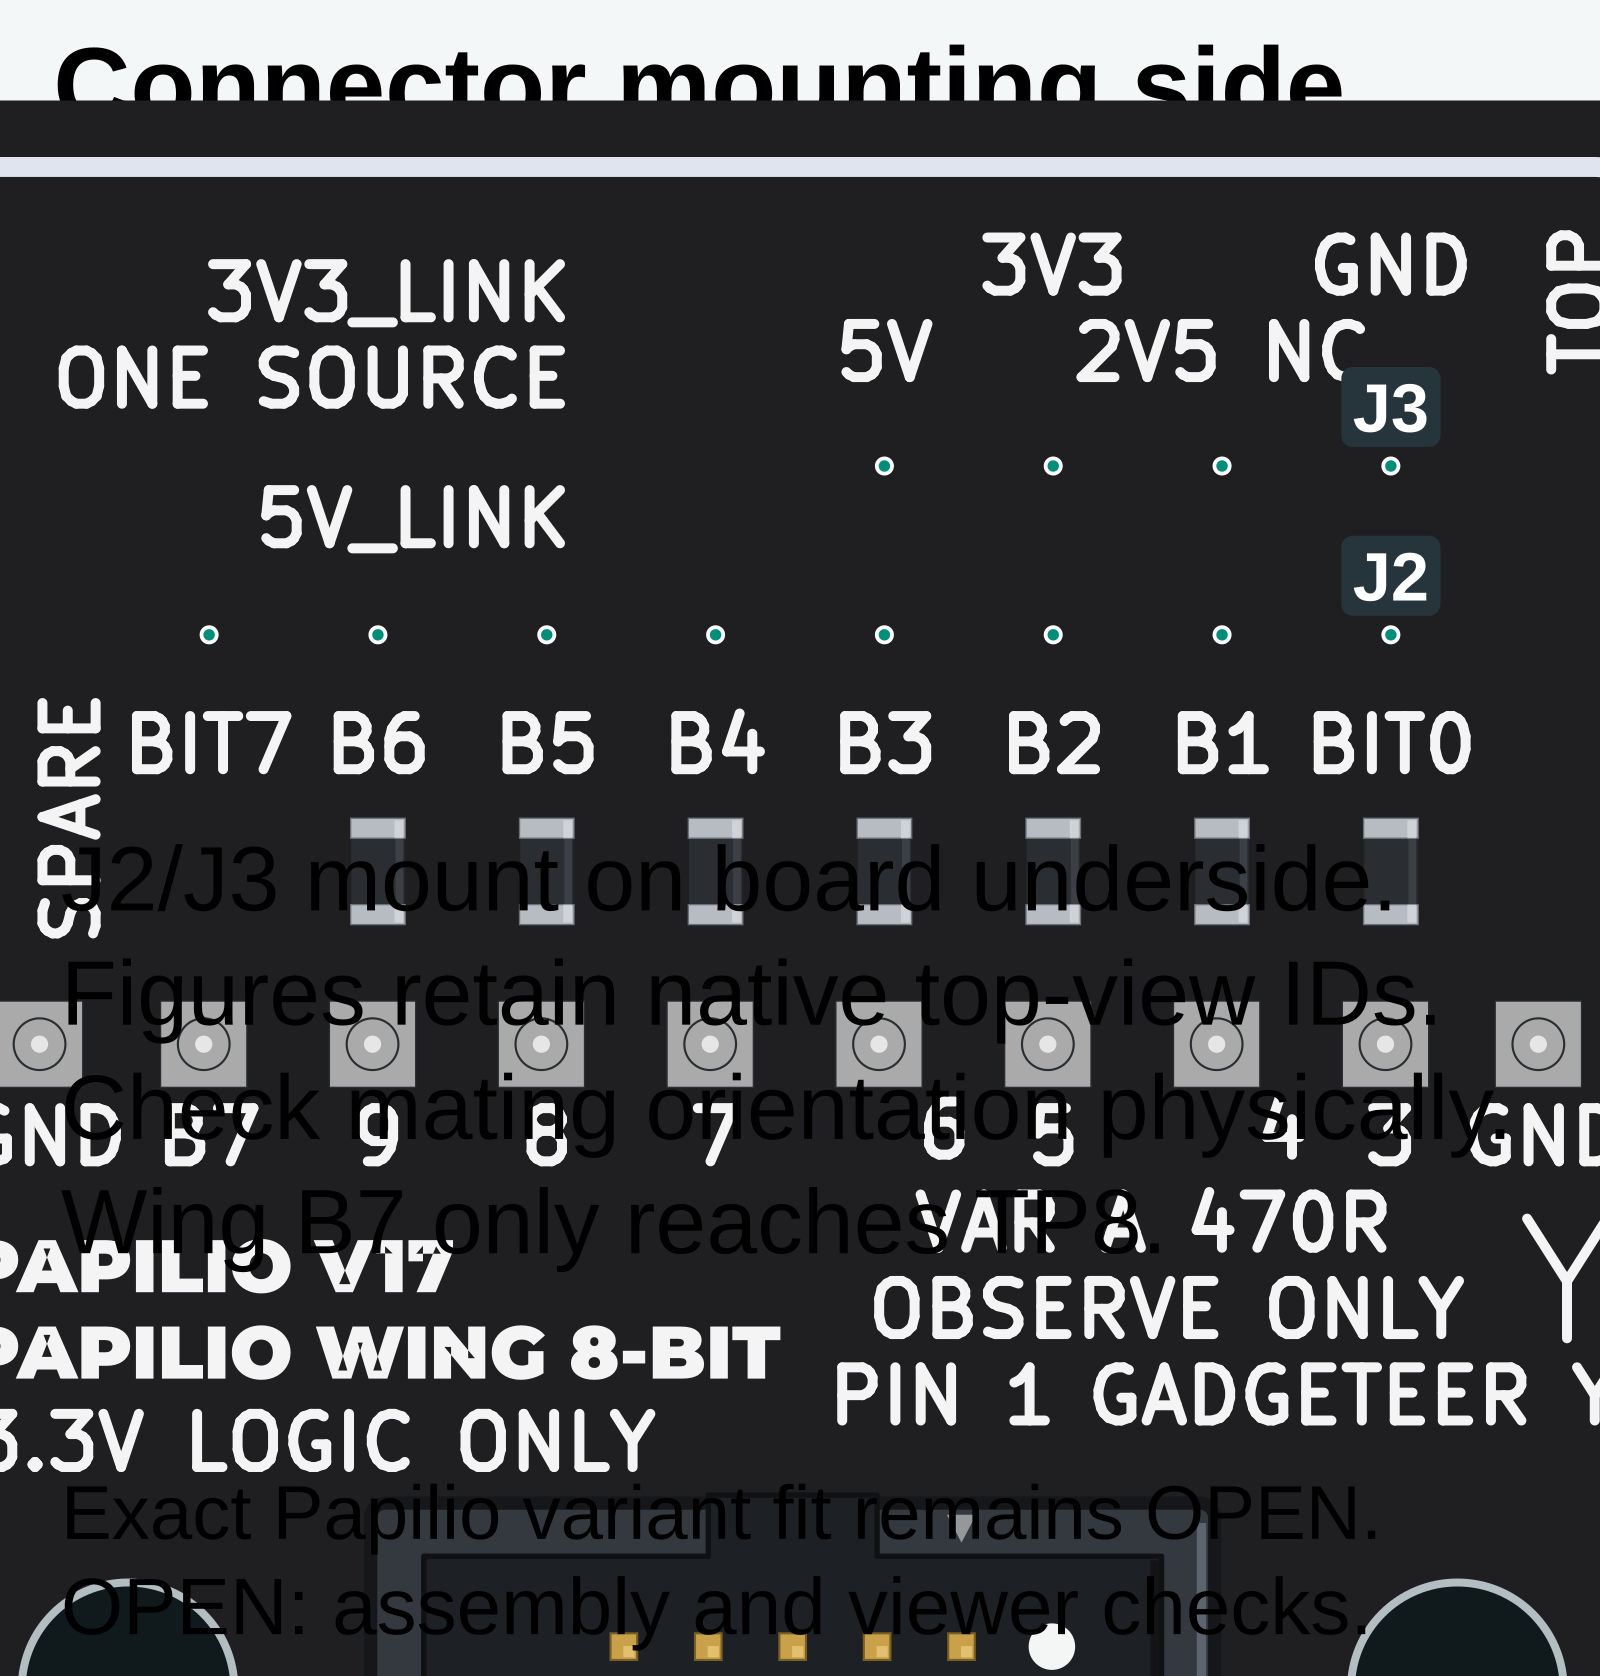 Connector mounting side
3V3 GND
3V3_LINK
5V 2V5 NC
ONE SOURCE
TOP
J3
5V_LINK
J2
SPARE
BIT7 B6 B5 B4 B3 B2 B1 BIT0
J2/J3 mount on board underside.
Figures retain native top-view IDs.
Check mating orientation physically.
GND B7 9 8 7 6 5 4 3 GND
Wing B7 only reaches TP8.
VAR A 470R
PAPILIO V17
OBSERVE ONLY Y
PAPILIO WING 8-BIT
PIN 1 GADGETEER Y
3.3V LOGIC ONLY
Exact Papilio variant fit remains OPEN.
OPEN: assembly and viewer checks.